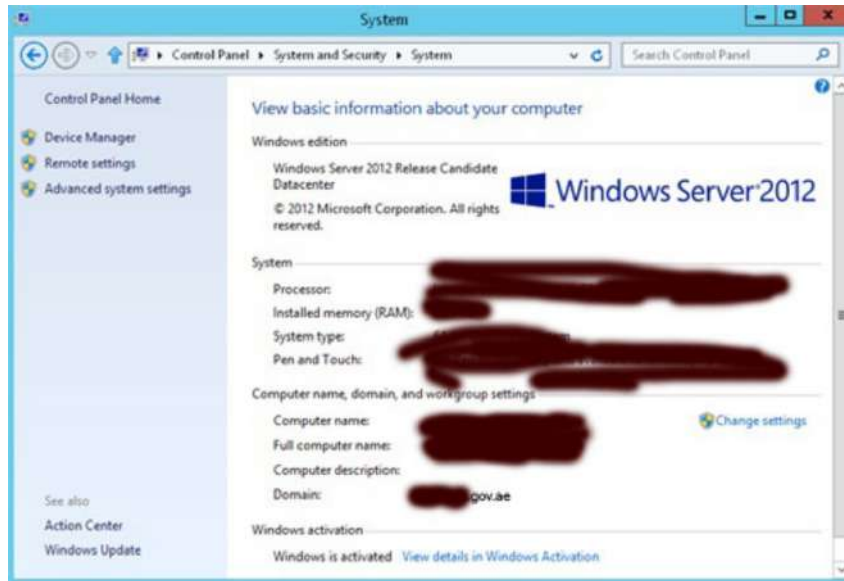 System
Control Panel ▸ System and Security ▸ System
Search Control Panel
Control Panel Home
Device Manager
Remote settings
Advanced system settings
See also
Action Center
Windows Update
View basic information about your computer
Windows edition
Windows Server 2012 Release Candidate
Datacenter
© 2012 Microsoft Corporation. All rights
reserved.
Windows Server 2012
System
Processor:
Installed memory (RAM):
System type:
Pen and Touch:
Computer name, domain, and workgroup settings
Computer name:
Change settings
Full computer name:
Computer description:
Domain: .gov.ae
Windows activation
Windows is activated View details in Windows Activation